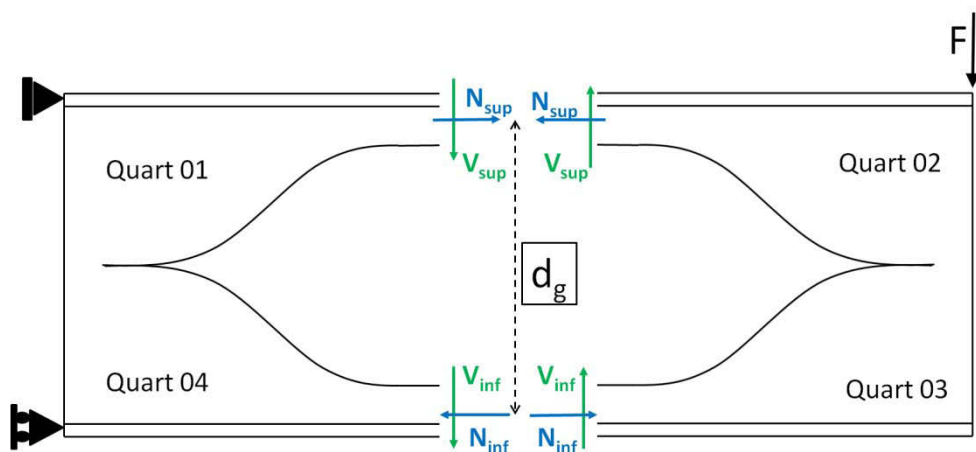 F
N_sup N_sup
Quart 01 V_sup V_sup Quart 02
d_g
Quart 04 V_inf V_inf Quart 03
N_inf N_inf